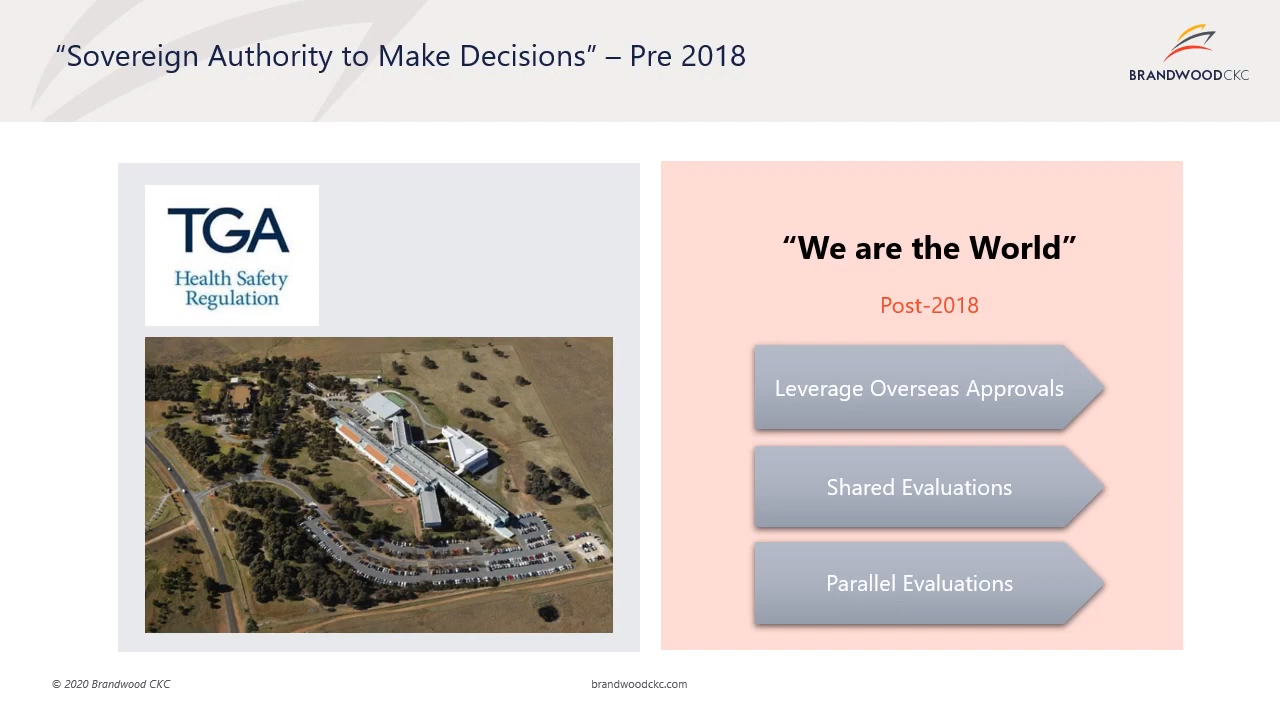 “Sovereign Authority to Make Decisions” – Pre 2018
BRANDWOODCKC
TGA
Health Safety
Regulation
“We are the World”
Post-2018
Leverage Overseas Approvals
Shared Evaluations
Parallel Evaluations
© 2020 Brandwood CKC
brandwoodckc.com